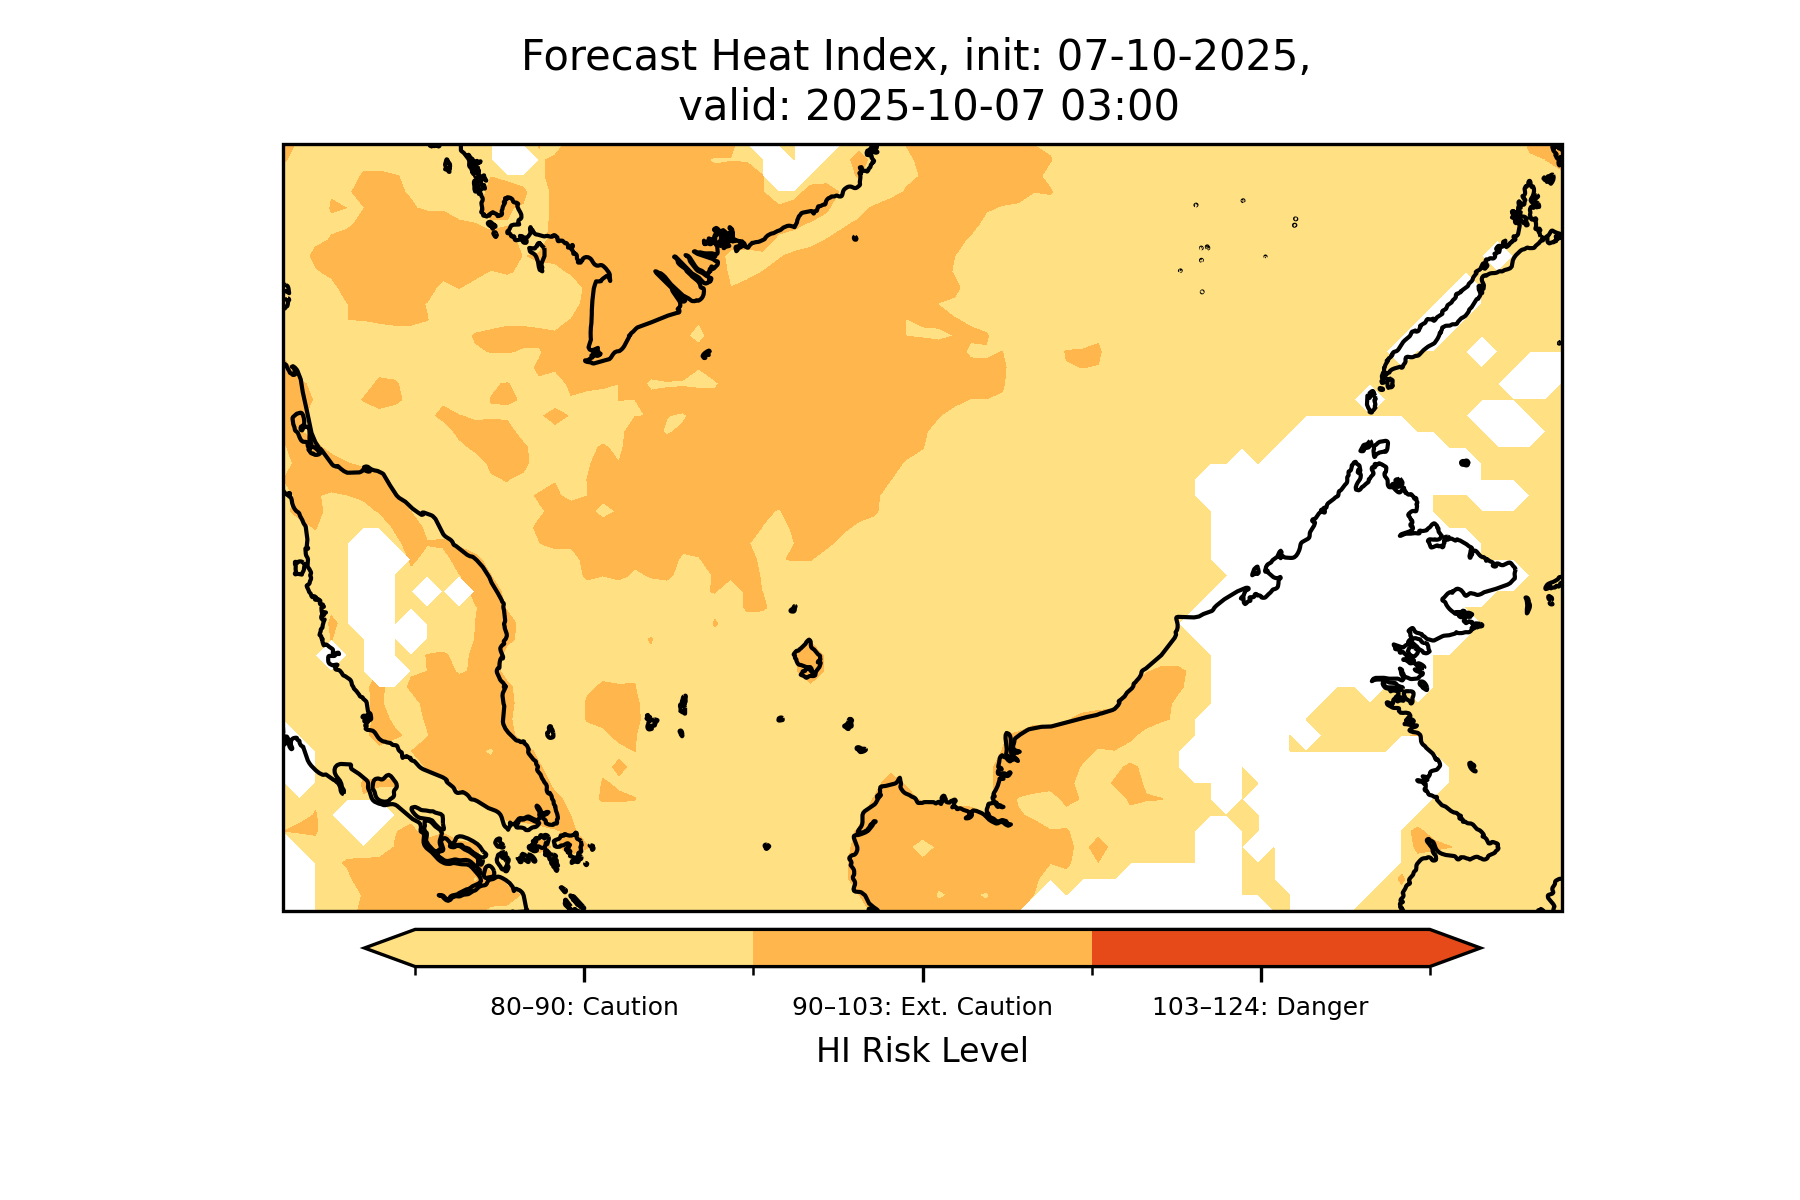 Forecast Heat Index, init: 07-10-2025,
valid: 2025-10-07 03:00
80–90: Caution
90–103: Ext. Caution
103–124: Danger
HI Risk Level